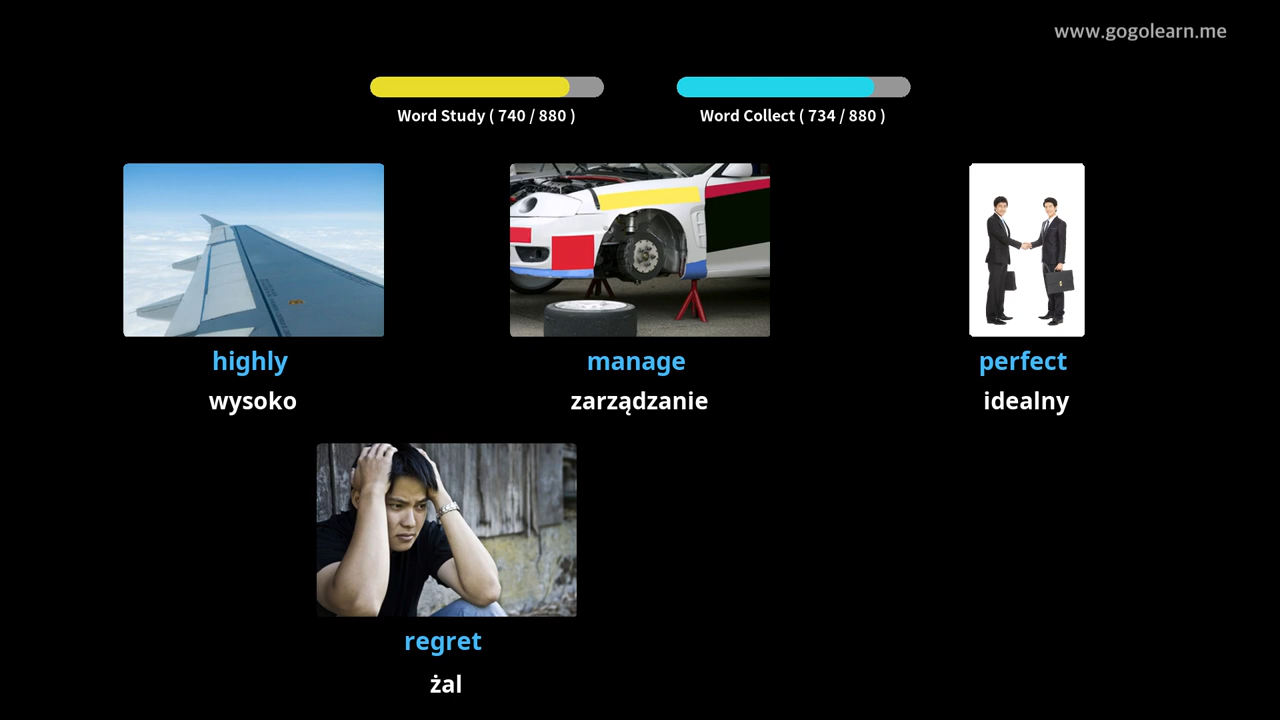 www.gogolearn.me
Word Study ( 740 / 880 )
Word Collect ( 734 / 880 )
highly
wysoko
manage
zarządzanie
perfect
idealny
regret
żal